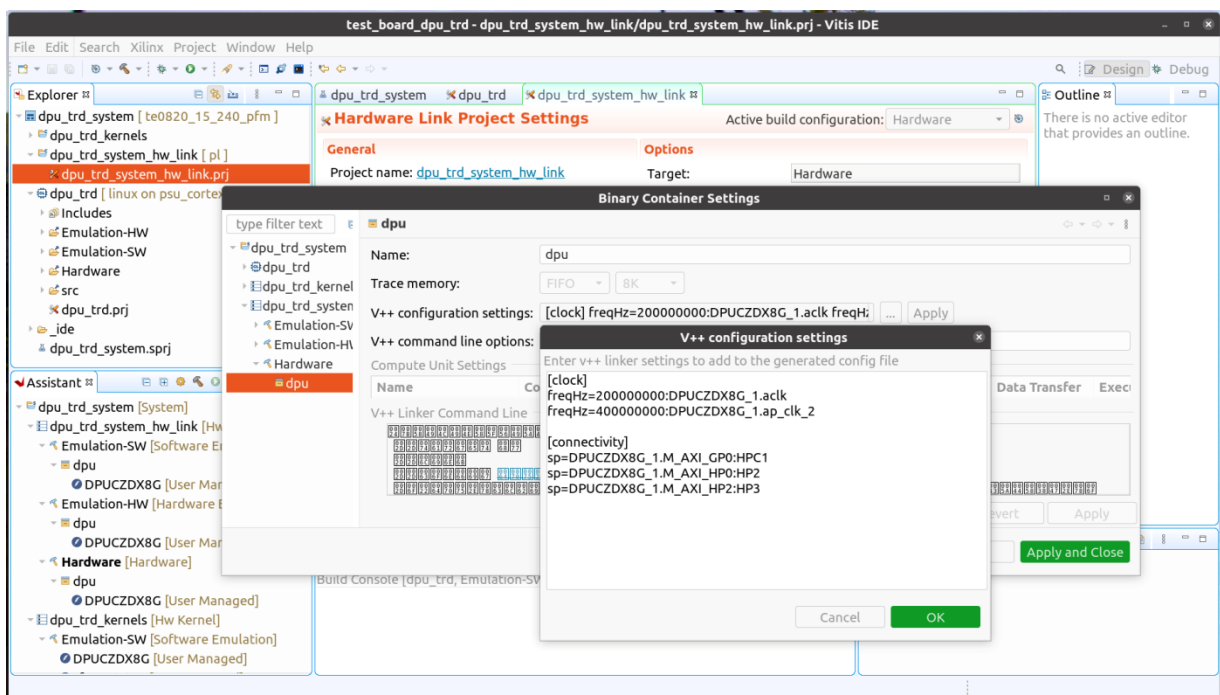 test_board_dpu_trd - dpu_trd_system_hw_link/dpu_trd_system_hw_link.prj - Vitis IDE
File Edit Search Xilinx Project Window Help
Design Debug
Explorer
dpu_trd_system [ te0820_15_240_pfm ]
dpu_trd_kernels
dpu_trd_system_hw_link [ pl ]
dpu_trd_system_hw_link.prj
dpu_trd [ linux on psu_cortex
Includes
Emulation-HW
Emulation-SW
Hardware
src
dpu_trd.prj
_ide
dpu_trd_system.sprj
dpu_trd_system dpu_trd dpu_trd_system_hw_link
Hardware Link Project Settings
Active build configuration: Hardware
General
Options
Project name: dpu_trd_system_hw_link
Target: Hardware
Outline
There is no active editor
that provides an outline.
Assistant
dpu_trd_system [System]
dpu_trd_system_hw_link [Hw
Emulation-SW [Software E
dpu
DPUCZDX8G [User Mar
Emulation-HW [Hardware E
dpu
DPUCZDX8G [User Mar
Hardware [Hardware]
dpu
DPUCZDX8G [User Managed]
dpu_trd_kernels [Hw Kernel]
Emulation-SW [Software Emulation]
DPUCZDX8G [User Managed]
Binary Container Settings
type filter text
dpu_trd_system
dpu_trd
dpu_trd_kernel
dpu_trd_system
Emulation-SW
Emulation-HW
Hardware
dpu
dpu
Name: dpu
Trace memory: FIFO 8K
V++ configuration settings: [clock] freqHz=200000000:DPUCZDX8G_1.aclk freqHz ... Apply
V++ command line options:
Compute Unit Settings
Name Co Data Transfer Exec
V++ Linker Command Line
evert Apply
Apply and Close
Build Console [dpu_trd, Emulation-SW
V++ configuration settings
Enter v++ linker settings to add to the generated config file
[clock]
freqHz=200000000:DPUCZDX8G_1.aclk
freqHz=400000000:DPUCZDX8G_1.ap_clk_2
[connectivity]
sp=DPUCZDX8G_1.M_AXI_GP0:HPC1
sp=DPUCZDX8G_1.M_AXI_HP0:HP2
sp=DPUCZDX8G_1.M_AXI_HP2:HP3
Cancel OK